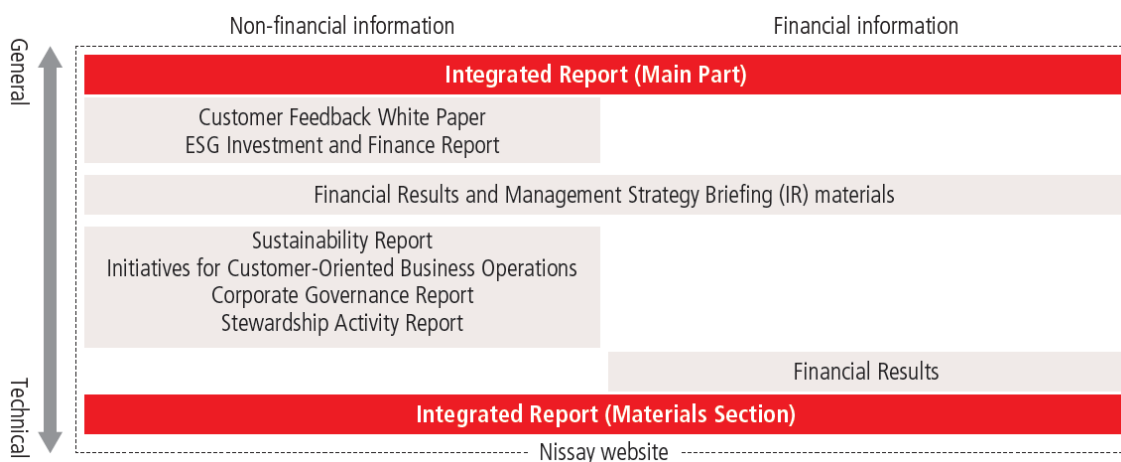 Non-financial information
Financial information
General
Integrated Report (Main Part)
Customer Feedback White Paper
ESG Investment and Finance Report
Financial Results and Management Strategy Briefing (IR) materials
Sustainability Report
Initiatives for Customer-Oriented Business Operations
Corporate Governance Report
Stewardship Activity Report
Financial Results
Technical
Integrated Report (Materials Section)
Nissay website